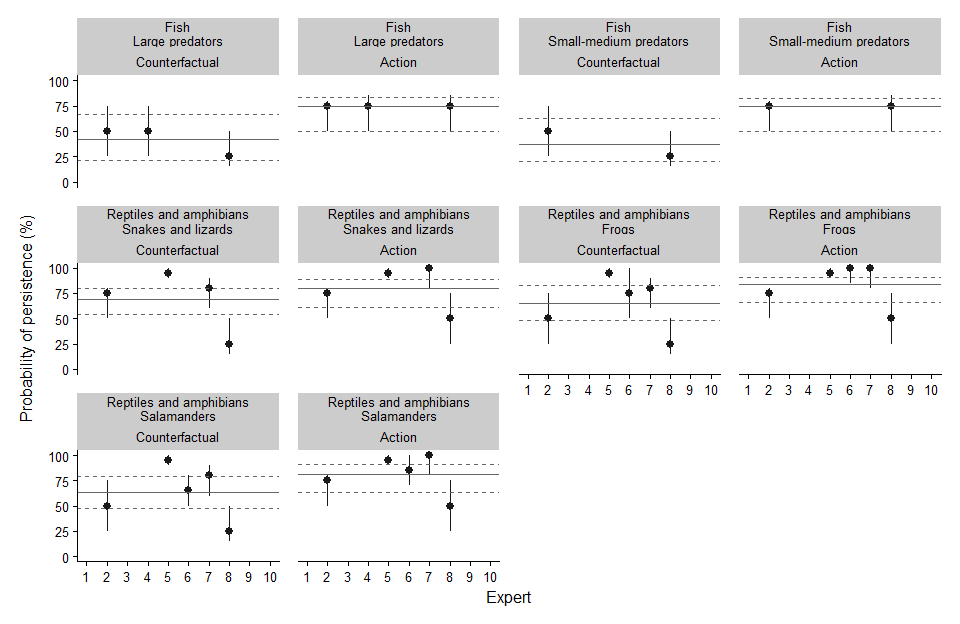 Fish
Large predators
Counterfactual
Fish
Large predators
Action
Fish
Small-medium predators
Counterfactual
Fish
Small-medium predators
Action
100
75
50
25
0
Reptiles and amphibians
Snakes and lizards
Counterfactual
Reptiles and amphibians
Snakes and lizards
Action
Reptiles and amphibians
Frogs
Counterfactual
Reptiles and amphibians
Frogs
Action
100
75
50
25
0
1 2 3 4 5 6 7 8 9 10
1 2 3 4 5 6 7 8 9 10
Reptiles and amphibians
Salamanders
Counterfactual
Reptiles and amphibians
Salamanders
Action
100
75
50
25
0
1 2 3 4 5 6 7 8 9 10
1 2 3 4 5 6 7 8 9 10
Probability of persistence (%)
Expert